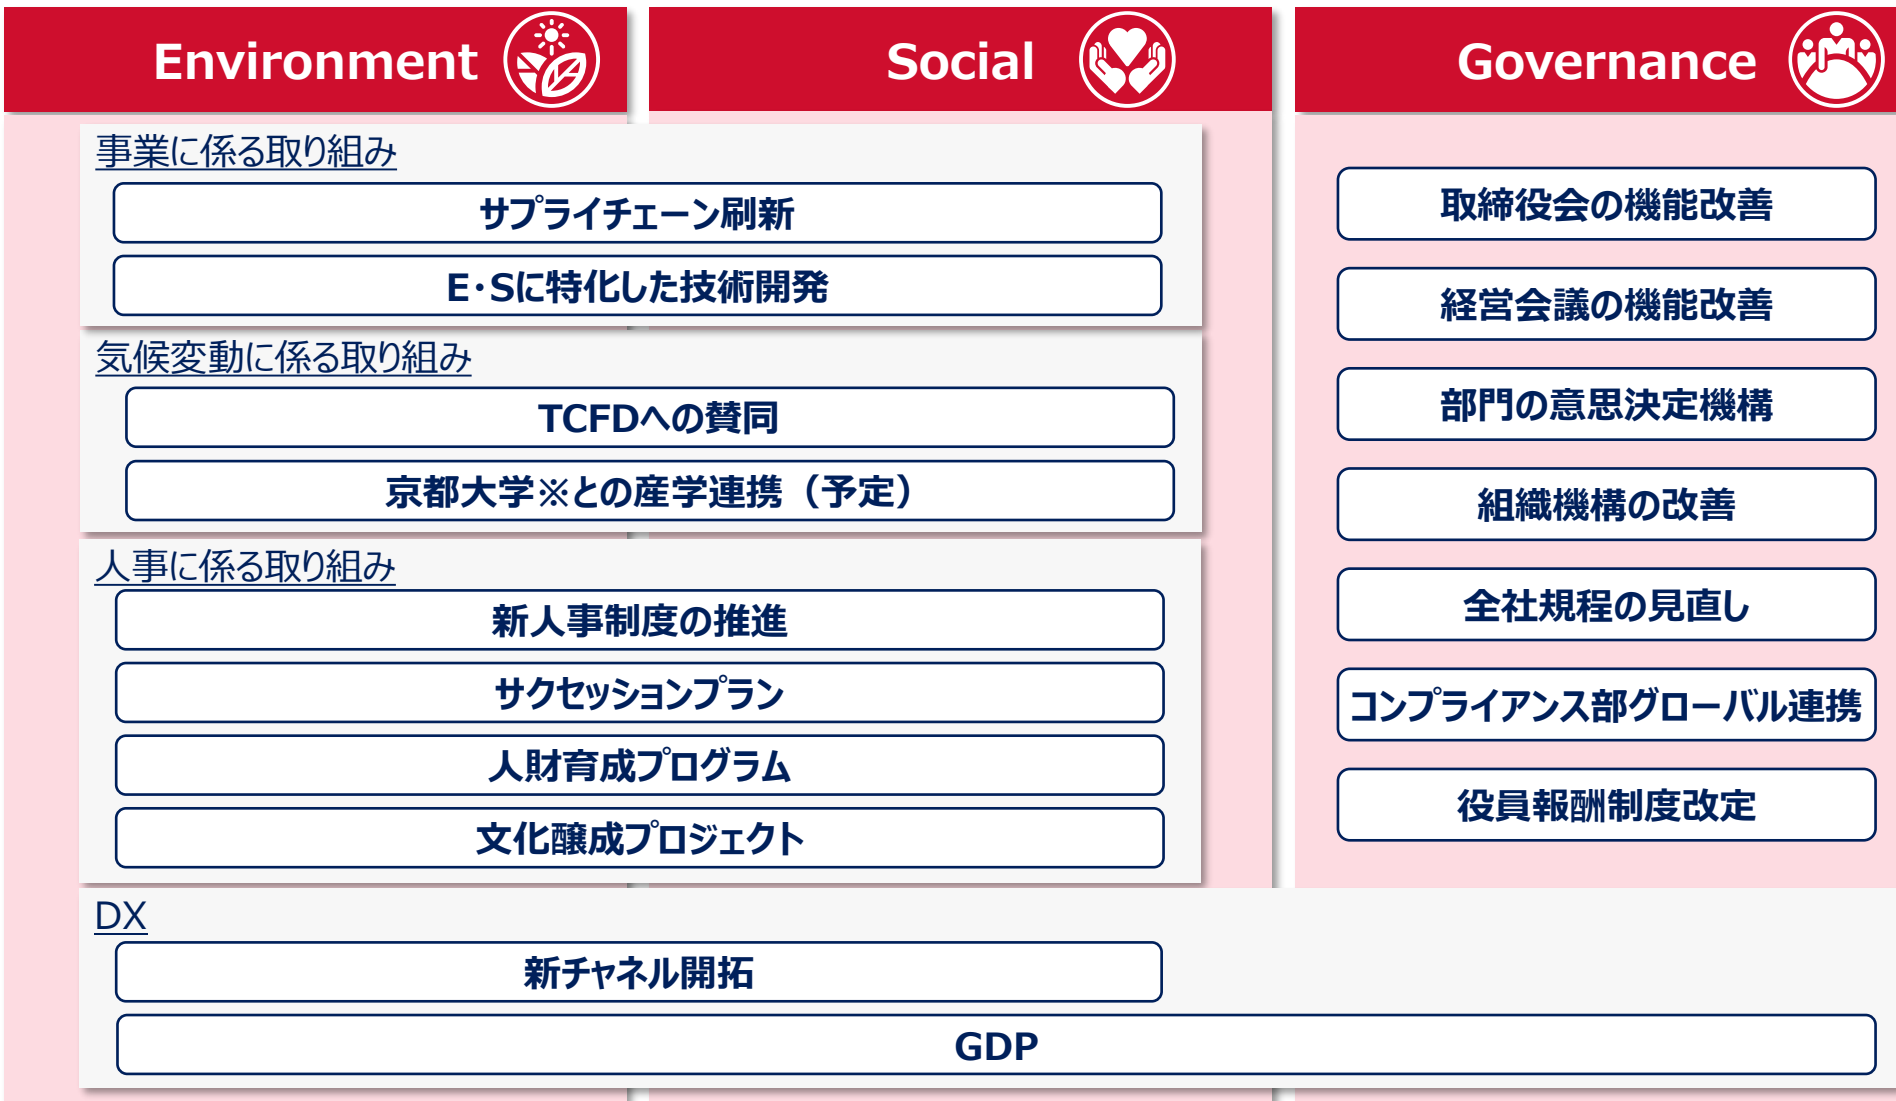 Environment
Social
Governance
事業に係る取り組み
サプライチェーン刷新
E・Sに特化した技術開発
気候変動に係る取り組み
TCFDへの賛同
京都大学※との産学連携（予定）
人事に係る取り組み
新人事制度の推進
サクセッションプラン
人財育成プログラム
文化醸成プロジェクト
取締役会の機能改善
経営会議の機能改善
部門の意思決定機構
組織機構の改善
全社規程の見直し
コンプライアンス部グローバル連携
役員報酬制度改定
DX
新チャネル開拓
GDP